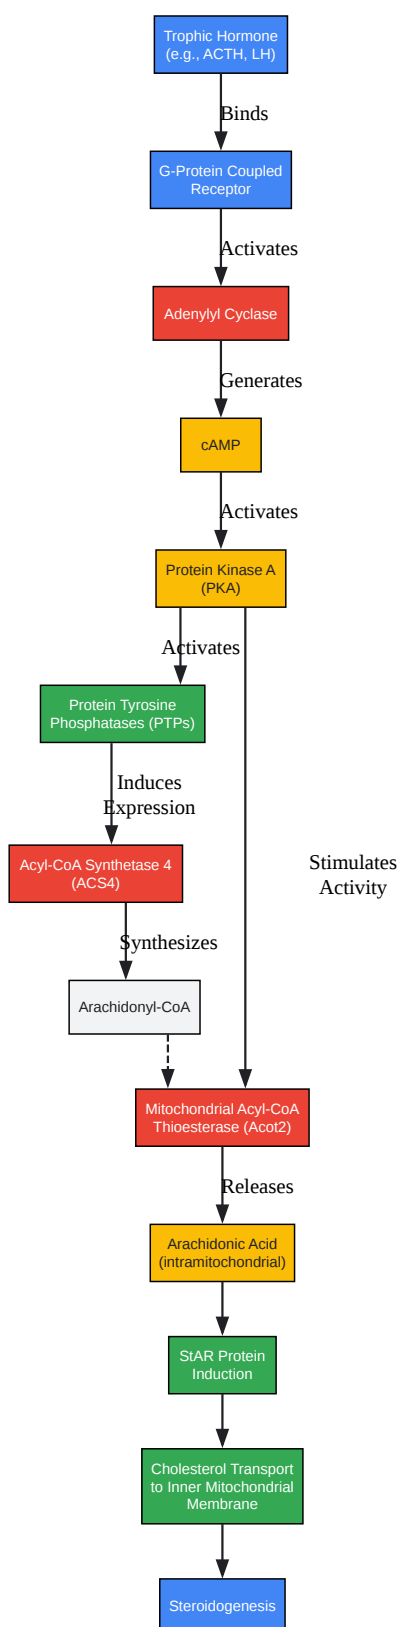 Trophic Hormone
(e.g., ACTH, LH)
Binds
G-Protein Coupled
Receptor
Activates
Adenylyl Cyclase
Generates
cAMP
Activates
Protein Kinase A
(PKA)
Activates
Protein Tyrosine
Phosphatases (PTPs)
Induces
Expression
Acyl-CoA Synthetase 4
(ACS4)
Stimulates
Activity
Synthesizes
Arachidonyl-CoA
Mitochondrial Acyl-CoA
Thioesterase (Acot2)
Releases
Arachidonic Acid
(intramitochondrial)
StAR Protein
Induction
Cholesterol Transport
to Inner Mitochondrial
Membrane
Steroidogenesis